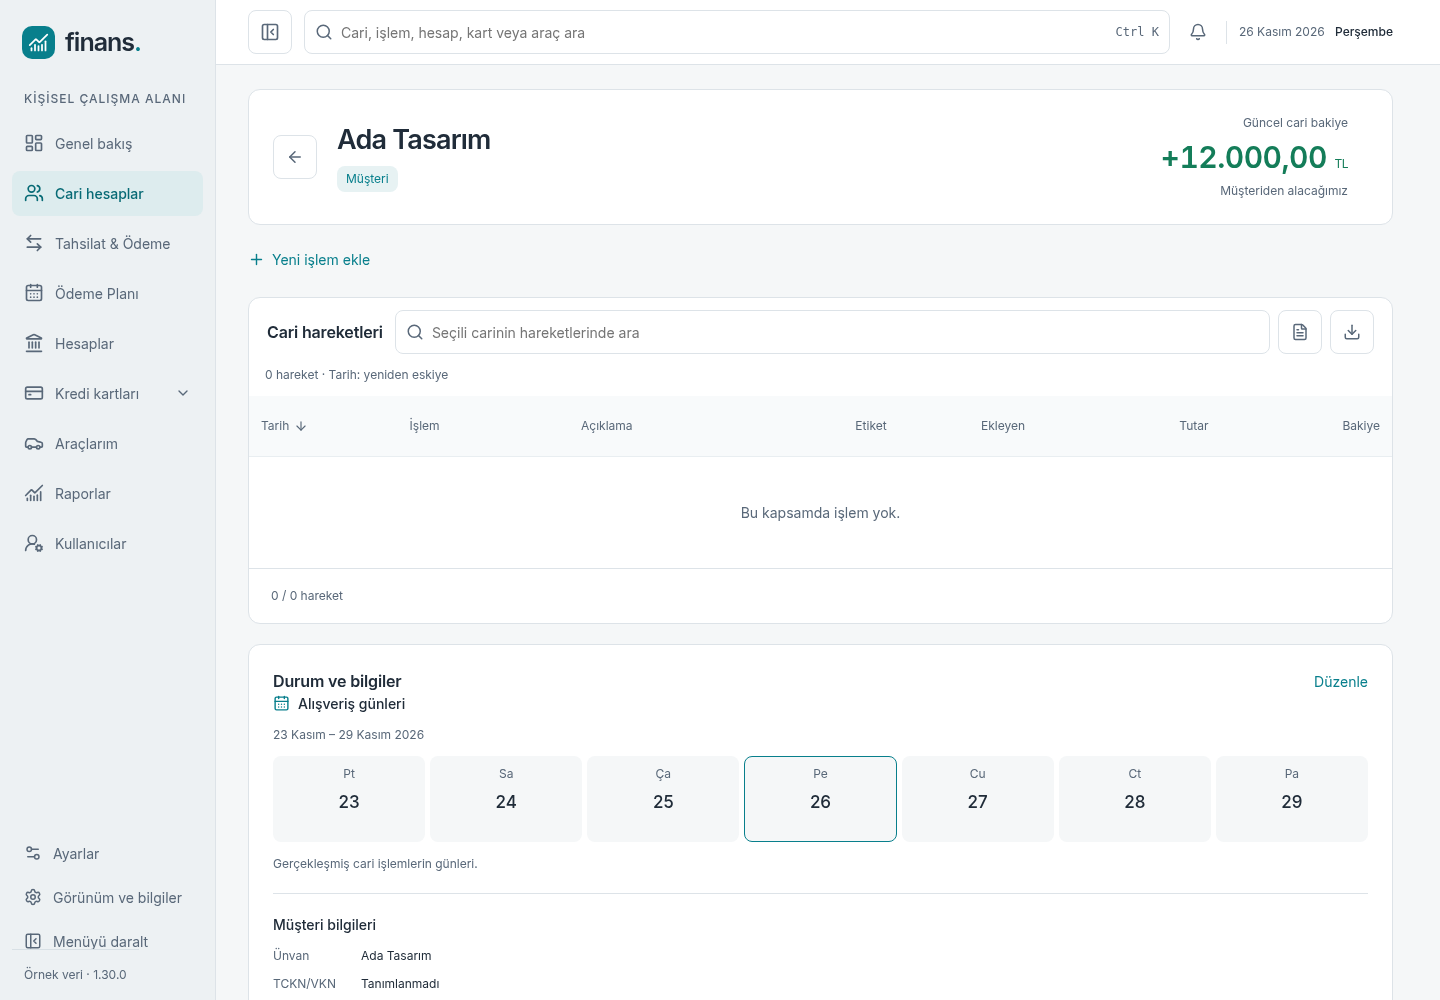 finans.
KİŞİSEL ÇALIŞMA ALANI
Genel bakış
Cari hesaplar
Tahsilat & Ödeme
Ödeme Planı
Hesaplar
Kredi kartları
Araçlarım
Raporlar
Kullanıcılar
Ayarlar
Görünüm ve bilgiler
Menüyü daralt
Örnek veri · 1.30.0
Cari, işlem, hesap, kart veya araç ara Ctrl K
26 Kasım 2026 Perşembe
Ada Tasarım
Müşteri
Güncel cari bakiye
+12.000,00 TL
Müşteriden alacağımız
Yeni işlem ekle
Cari hareketleri
Seçili carinin hareketlerinde ara
0 hareket · Tarih: yeniden eskiye
Tarih İşlem Açıklama Etiket Ekleyen Tutar Bakiye
Bu kapsamda işlem yok.
0 / 0 hareket
Durum ve bilgiler Düzenle
Alışveriş günleri
23 Kasım – 29 Kasım 2026
Pt Sa Ça Pe Cu Ct Pa
23 24 25 26 27 28 29
Gerçekleşmiş cari işlemlerin günleri.
Müşteri bilgileri
Ünvan Ada Tasarım
TCKN/VKN Tanımlanmadı